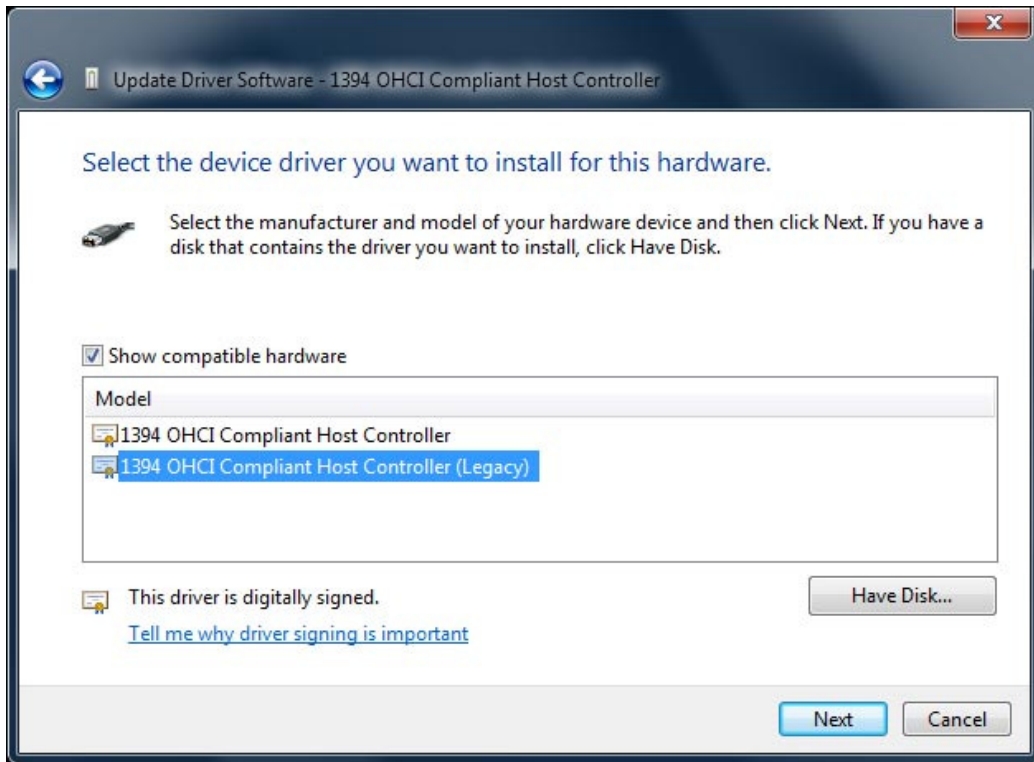 Update Driver Software - 1394 OHCI Compliant Host Controller
Select the device driver you want to install for this hardware.
Select the manufacturer and model of your hardware device and then click Next. If you have a
disk that contains the driver you want to install, click Have Disk.
Show compatible hardware
Model
1394 OHCI Compliant Host Controller
1394 OHCI Compliant Host Controller (Legacy)
This driver is digitally signed.
Have Disk...
Tell me why driver signing is important
Next
Cancel